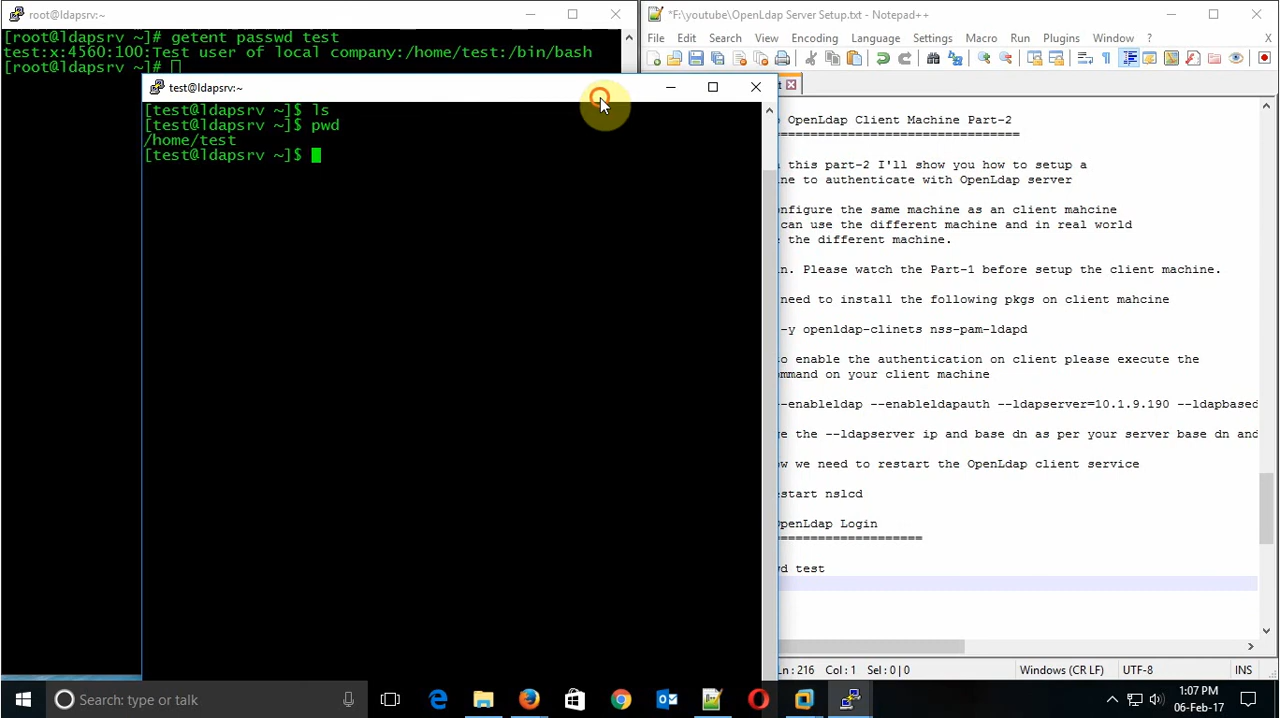 root@ldapsrv:~
[root@ldapsrv ~]# getent passwd test
test:x:4560:100:Test user of local company:/home/test:/bin/bash
[root@ldapsrv ~]#
test@ldapsrv:~
[test@ldapsrv ~]$ ls
[test@ldapsrv ~]$ pwd
/home/test
[test@ldapsrv ~]$
*F:\youtube\OpenLdap Server Setup.txt - Notepad++
File Edit Search View Encoding Language Settings Macro Run Plugins Window ? X
OpenLdap Client Machine Part-2
================================
this part-2 I'll show you how to setup a
ne to authenticate with OpenLdap server
nfigure the same machine as an client mahcine
can use the different machine and in real world
e the different machine.
n. Please watch the Part-1 before setup the client machine.
need to install the following pkgs on client mahcine
-y openldap-clinets nss-pam-ldapd
o enable the authentication on client please execute the
mmand on your client machine
-enableldap --enableldapauth --ldapserver=10.1.9.190 --ldapbased
e the --ldapserver ip and base dn as per your server base dn and
w we need to restart the OpenLdap client service
estart nslcd
OpenLdap Login
===================
d test
Ln : 216 Col : 1 Sel : 0 | 0 Windows (CR LF) UTF-8 INS
Search: type or talk
1:07 PM
06-Feb-17